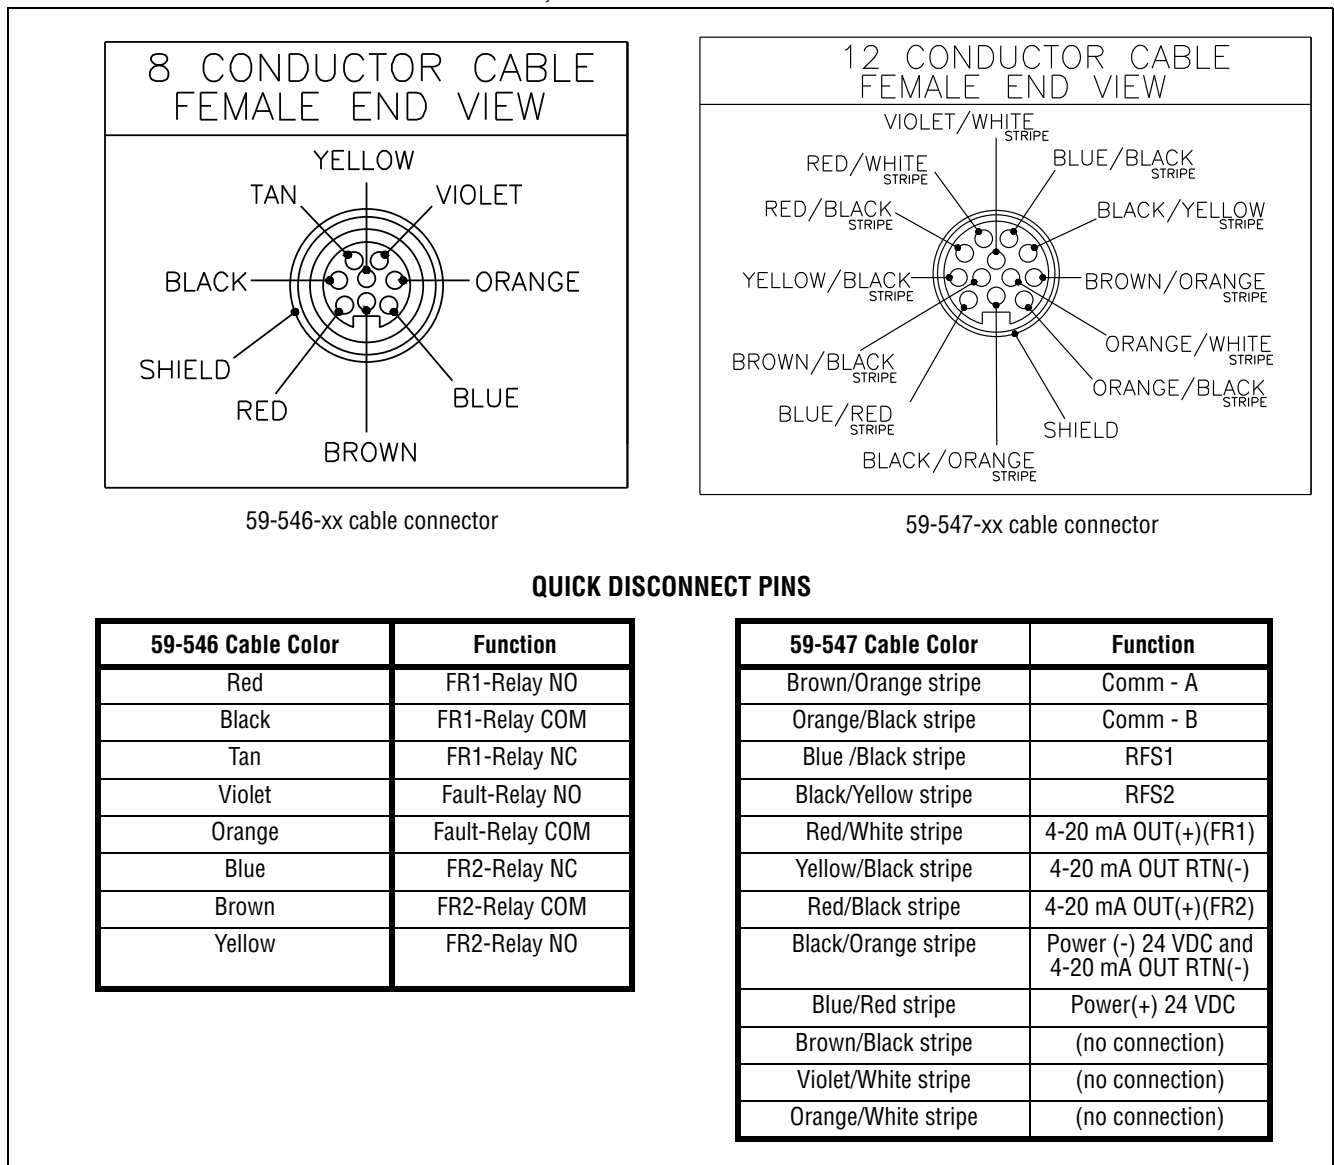 8 CONDUCTOR CABLE
FEMALE END VIEW
YELLOW
TAN
VIOLET
BLACK
ORANGE
SHIELD
RED
BLUE
BROWN
59-546-xx cable connector
12 CONDUCTOR CABLE
FEMALE END VIEW
VIOLET/WHITE
STRIPE
RED/WHITE
STRIPE
BLUE/BLACK
STRIPE
RED/BLACK
STRIPE
BLACK/YELLOW
STRIPE
YELLOW/BLACK
STRIPE
BROWN/ORANGE
STRIPE
BROWN/BLACK
STRIPE
ORANGE/WHITE
STRIPE
BLUE/RED
STRIPE
ORANGE/BLACK
STRIPE
SHIELD
BLACK/ORANGE
STRIPE
59-547-xx cable connector
QUICK DISCONNECT PINS
59-546 Cable Color Function
Red FR1-Relay NO
Black FR1-Relay COM
Tan FR1-Relay NC
Violet Fault-Relay NO
Orange Fault-Relay COM
Blue FR2-Relay NC
Brown FR2-Relay COM
Yellow FR2-Relay NO
59-547 Cable Color Function
Brown/Orange stripe Comm - A
Orange/Black stripe Comm - B
Blue /Black stripe RFS1
Black/Yellow stripe RFS2
Red/White stripe 4-20 mA OUT(+)(FR1)
Yellow/Black stripe 4-20 mA OUT RTN(-)
Red/Black stripe 4-20 mA OUT(+)(FR2)
Black/Orange stripe Power (-) 24 VDC and
4-20 mA OUT RTN(-)
Blue/Red stripe Power(+) 24 VDC
Brown/Black stripe (no connection)
Violet/White stripe (no connection)
Orange/White stripe (no connection)